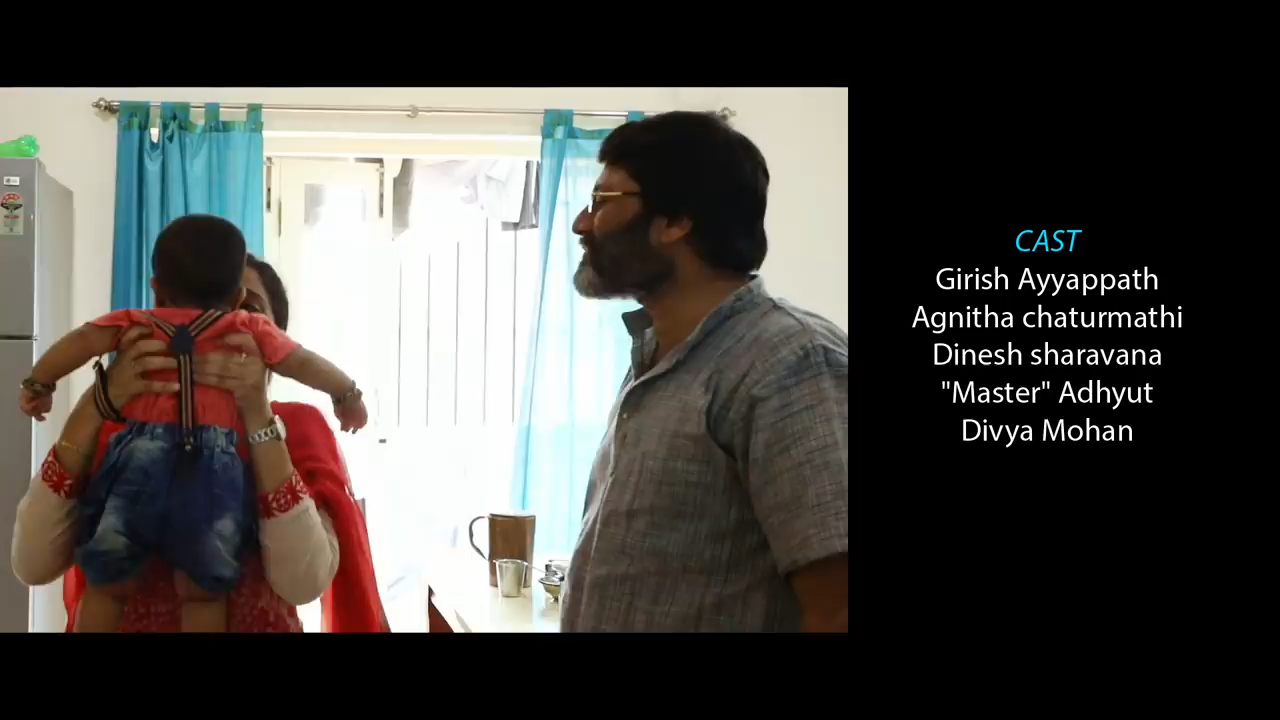 CAST
Girish Ayyappath
Agnitha chaturmathi
Dinesh sharavana
"Master" Adhyut
Divya Mohan